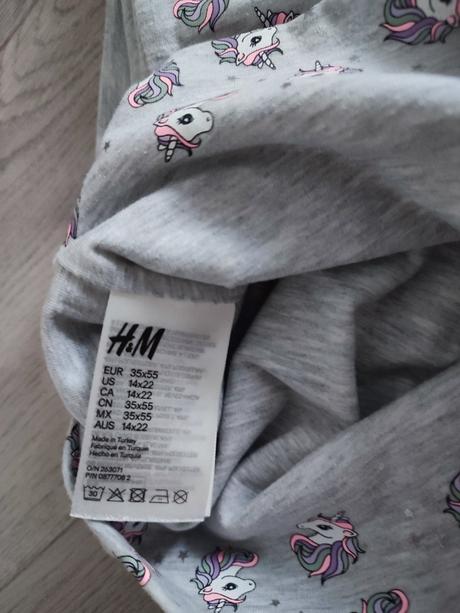 H&M
EUR 35x55
US 14x22
CA 14x22
CN 35x55
MX 35x55
AUS 14x22
Made in Turkey
Fabriqué en Turquie
Hecho en Turquía
O/N 263071
P/N 0877708 2
30